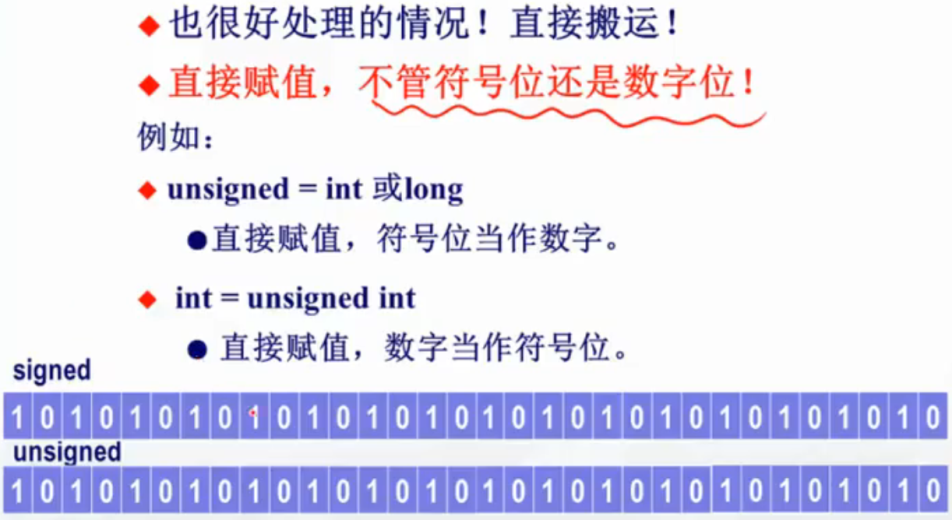 ◆ 也很好处理的情况！直接搬运！
◆ 直接赋值，不管符号位还是数字位！
例如：
◆ unsigned = int 或long
●直接赋值，符号位当作数字。
◆ int = unsigned int
● 直接赋值，数字当作符号位。
signed
1 0 1 0 1 0 1 0 1 0 1 0 1 0 1 0 1 0 1 0 1 0 1 0 1 0 1 0 1 0 1 0
unsigned
1 0 1 0 1 0 1 0 1 0 1 0 1 0 1 0 1 0 1 0 1 0 1 0 1 0 1 0 1 0 1 0